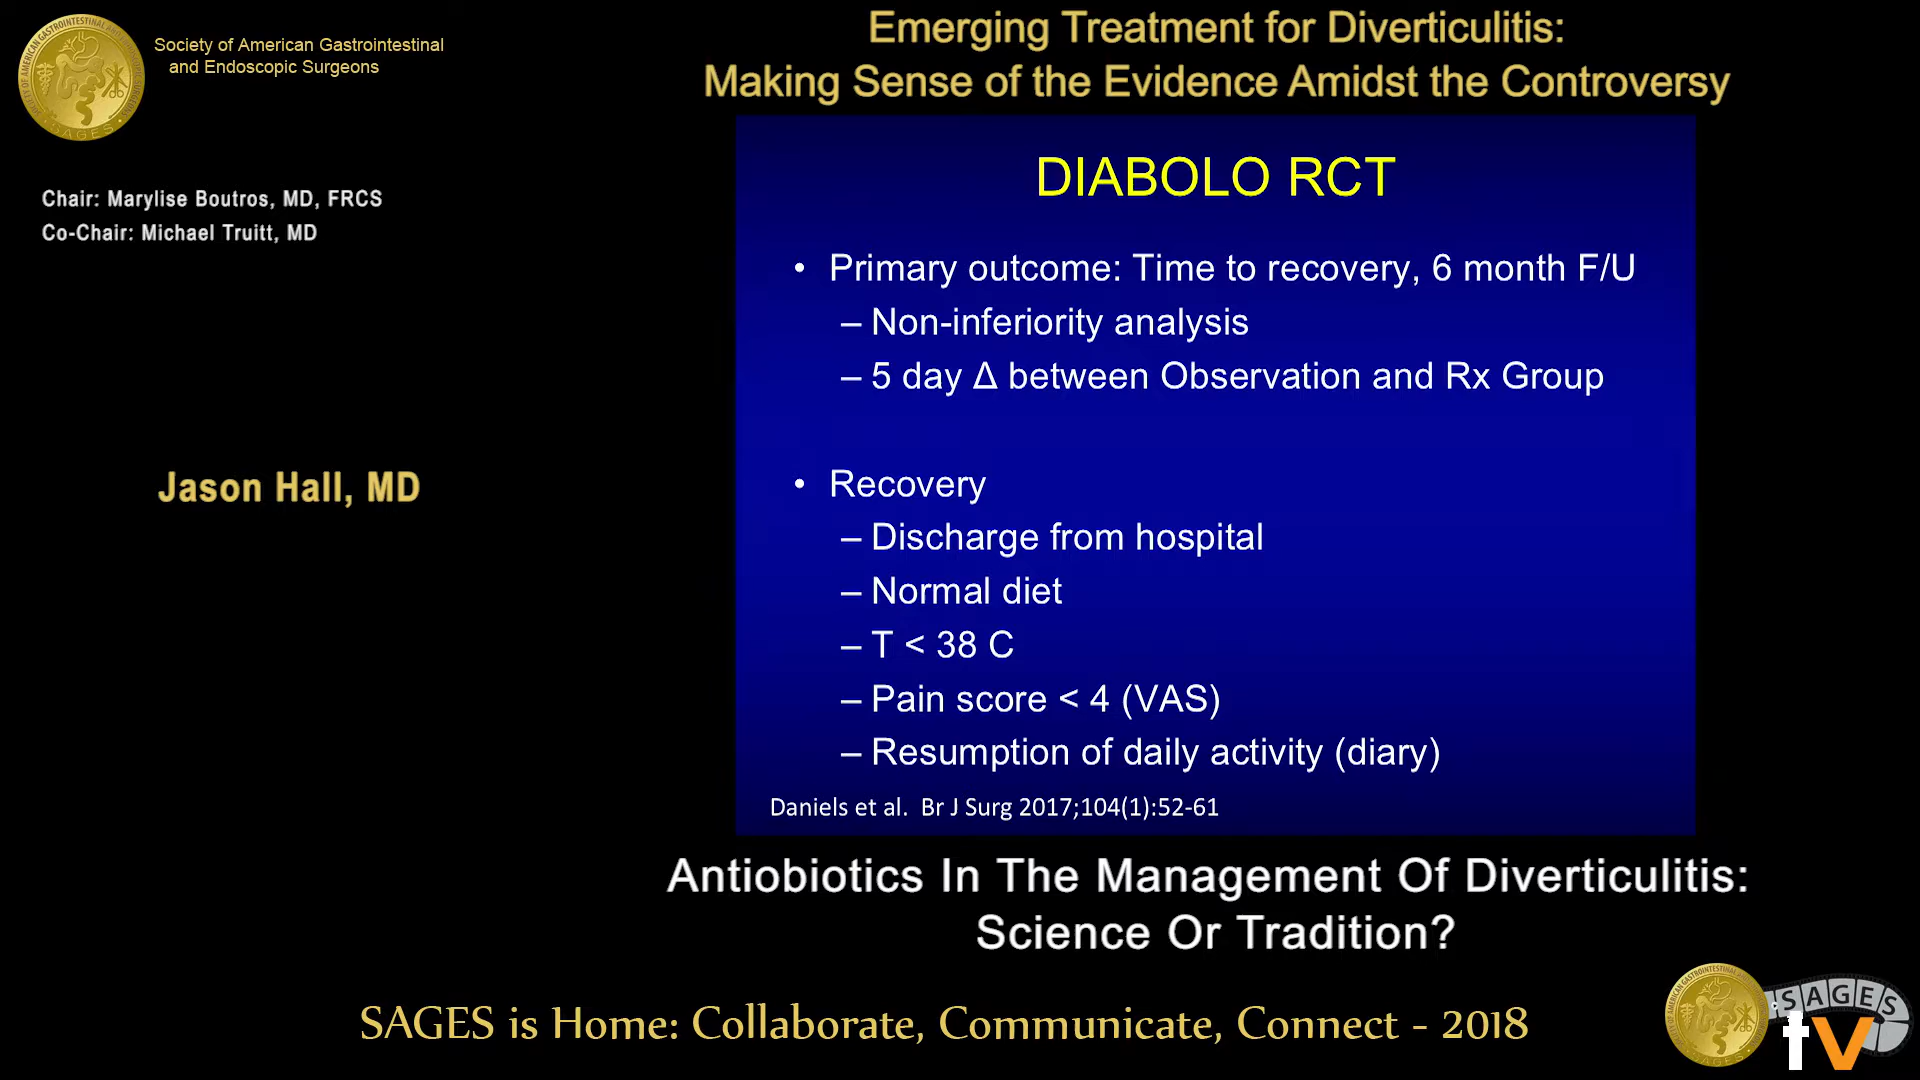 Society of American Gastrointestinal
and Endoscopic Surgeons
Emerging Treatment for Diverticulitis:
Making Sense of the Evidence Amidst the Controversy
Chair: Marylise Boutros, MD, FRCS
Co-Chair: Michael Truitt, MD
Jason Hall, MD
DIABOLO RCT
• Primary outcome: Time to recovery, 6 month F/U
– Non-inferiority analysis
– 5 day Δ between Observation and Rx Group
• Recovery
– Discharge from hospital
– Normal diet
– T < 38 C
– Pain score < 4 (VAS)
– Resumption of daily activity (diary)
Daniels et al. Br J Surg 2017;104(1):52-61
Antiobiotics In The Management Of Diverticulitis:
Science Or Tradition?
SAGES is Home: Collaborate, Communicate, Connect - 2018
SAGES
tv